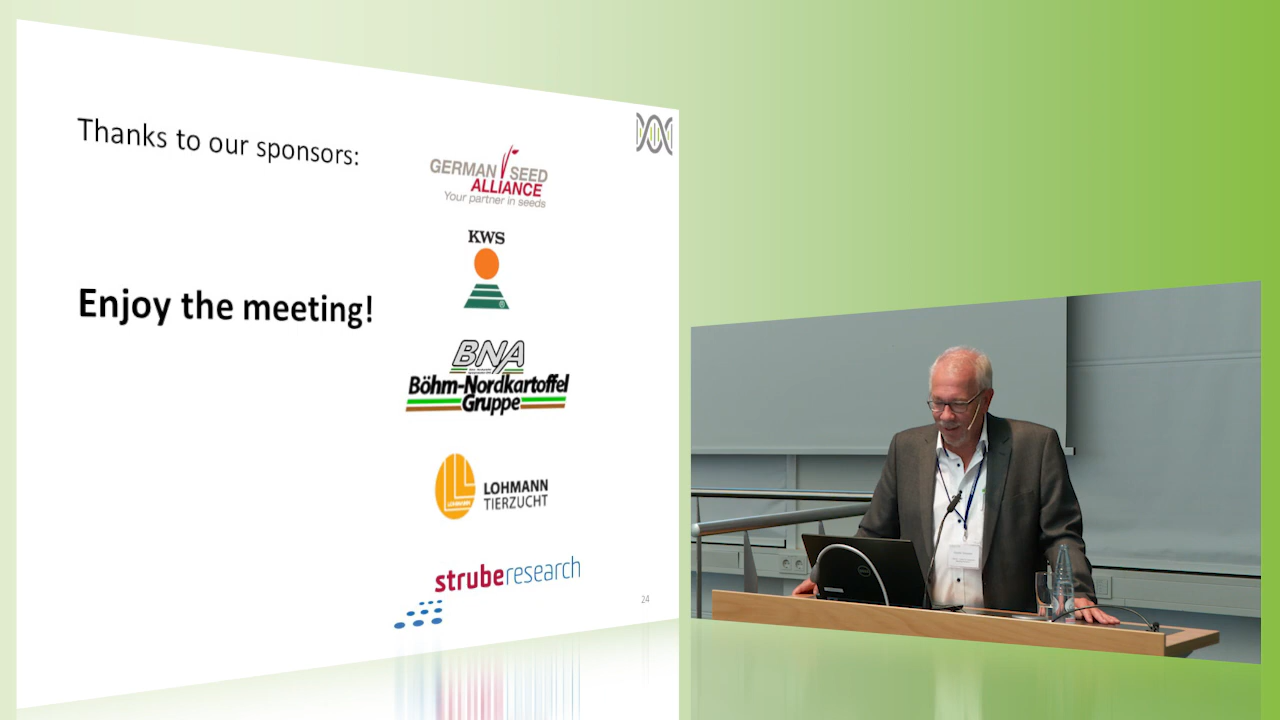 Thanks to our sponsors:
GERMAN SEED
ALLIANCE
Your partner in seeds
Enjoy the meeting!
KWS
BNA
Böhm-Nordkartoffel
Gruppe
LOHMANN
TIERZUCHT
struberesearch
24
DELL